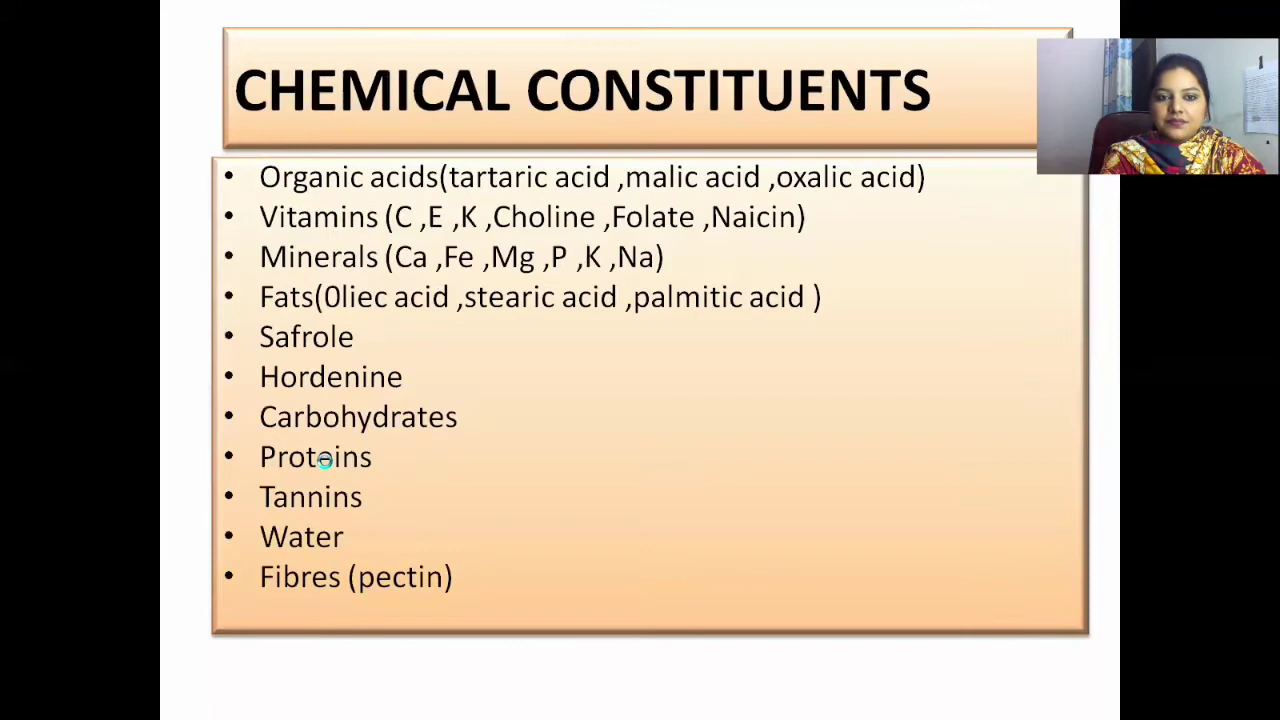 CHEMICAL CONSTITUENTS
• Organic acids(tartaric acid ,malic acid ,oxalic acid)
• Vitamins (C ,E ,K ,Choline ,Folate ,Naicin)
• Minerals (Ca ,Fe ,Mg ,P ,K ,Na)
• Fats(0liec acid ,stearic acid ,palmitic acid )
• Safrole
• Hordenine
• Carbohydrates
• Proteins
• Tannins
• Water
• Fibres (pectin)